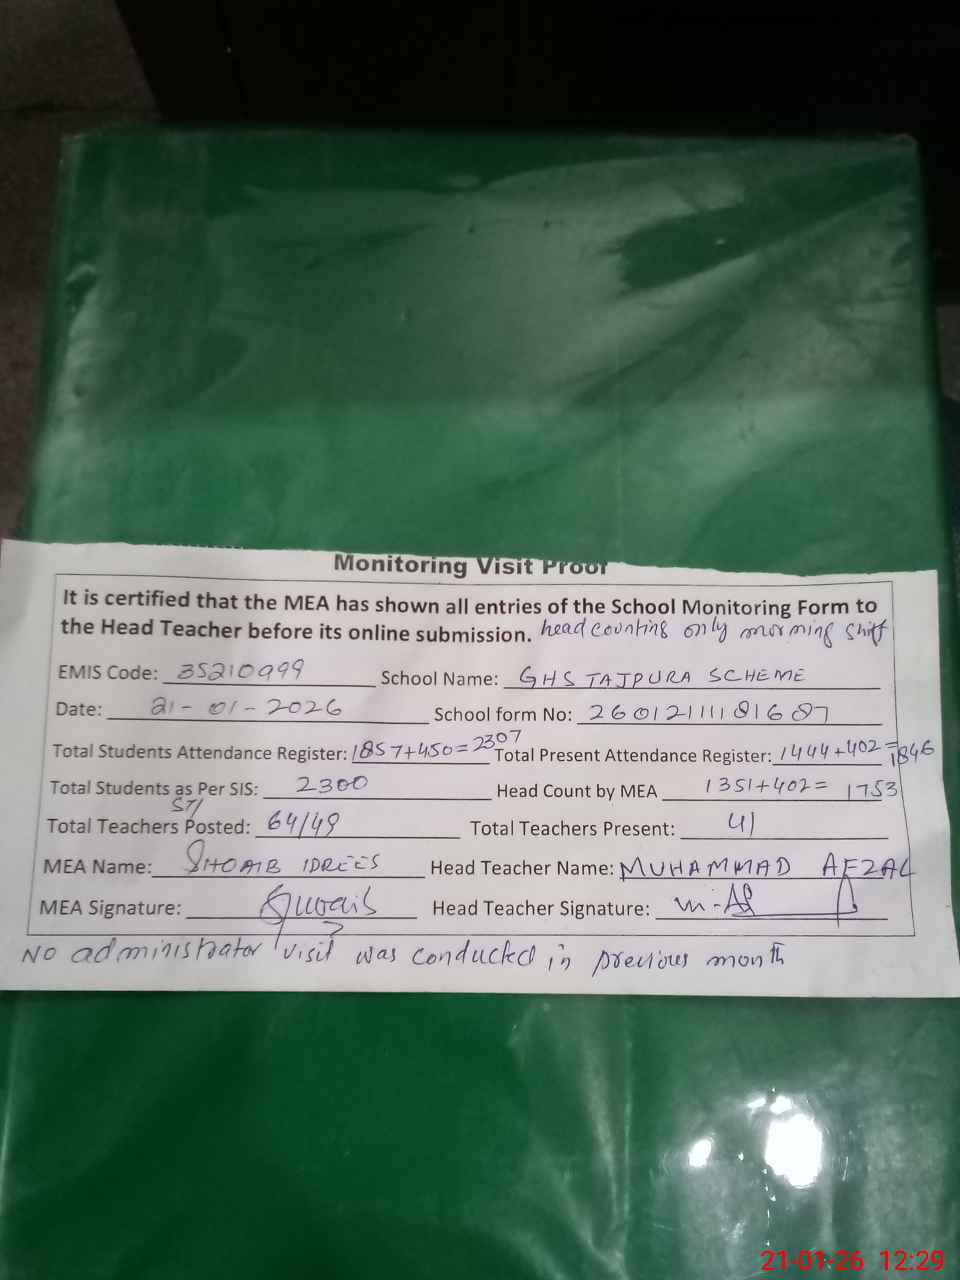 Monitoring Visit Proof
It is certified that the MEA has shown all entries of the School Monitoring Form to
the Head Teacher before its online submission. head counting only morning shift
EMIS Code: 35210999 School Name: GHS TAJPURA SCHEME
Date: 21-01-2026 School form No: 26012111181687
Total Students Attendance Register: 1857+450=2307 Total Present Attendance Register: 1444+402=1846
Total Students as Per SIS: 2300 Head Count by MEA 1351+402= 1753
STI
Total Teachers Posted: 64/49 Total Teachers Present: 41
MEA Name: SHOAIB IDREES Head Teacher Name: MUHAMMAD AFZAL
MEA Signature: Head Teacher Signature:
NO administrator visit was conducted in previous month
21-01-26 12:29